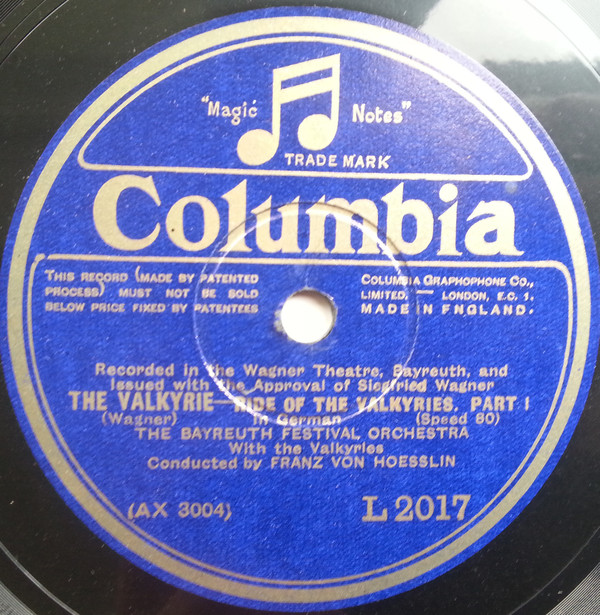 "Magic Notes"
TRADE MARK
Columbia
THIS RECORD (MADE BY PATENTED
PROCESS) MUST NOT BE SOLD
BELOW PRICE FIXED BY PATENTEES
COLUMBIA GRAPHOPHONE CO.,
LIMITED, — LONDON, E.C. 1.
MADE IN ENGLAND.
Recorded in the Wagner Theatre, Bayreuth, and
Issued with the Approval of Siegfried Wagner
THE VALKYRIE—RIDE OF THE VALKYRIES. PART 1
(Wagner) In German (Speed 80)
THE BAYREUTH FESTIVAL ORCHESTRA
With the Valkyries
Conducted by FRANZ VON HOESSLIN
(AX 3004) L 2017